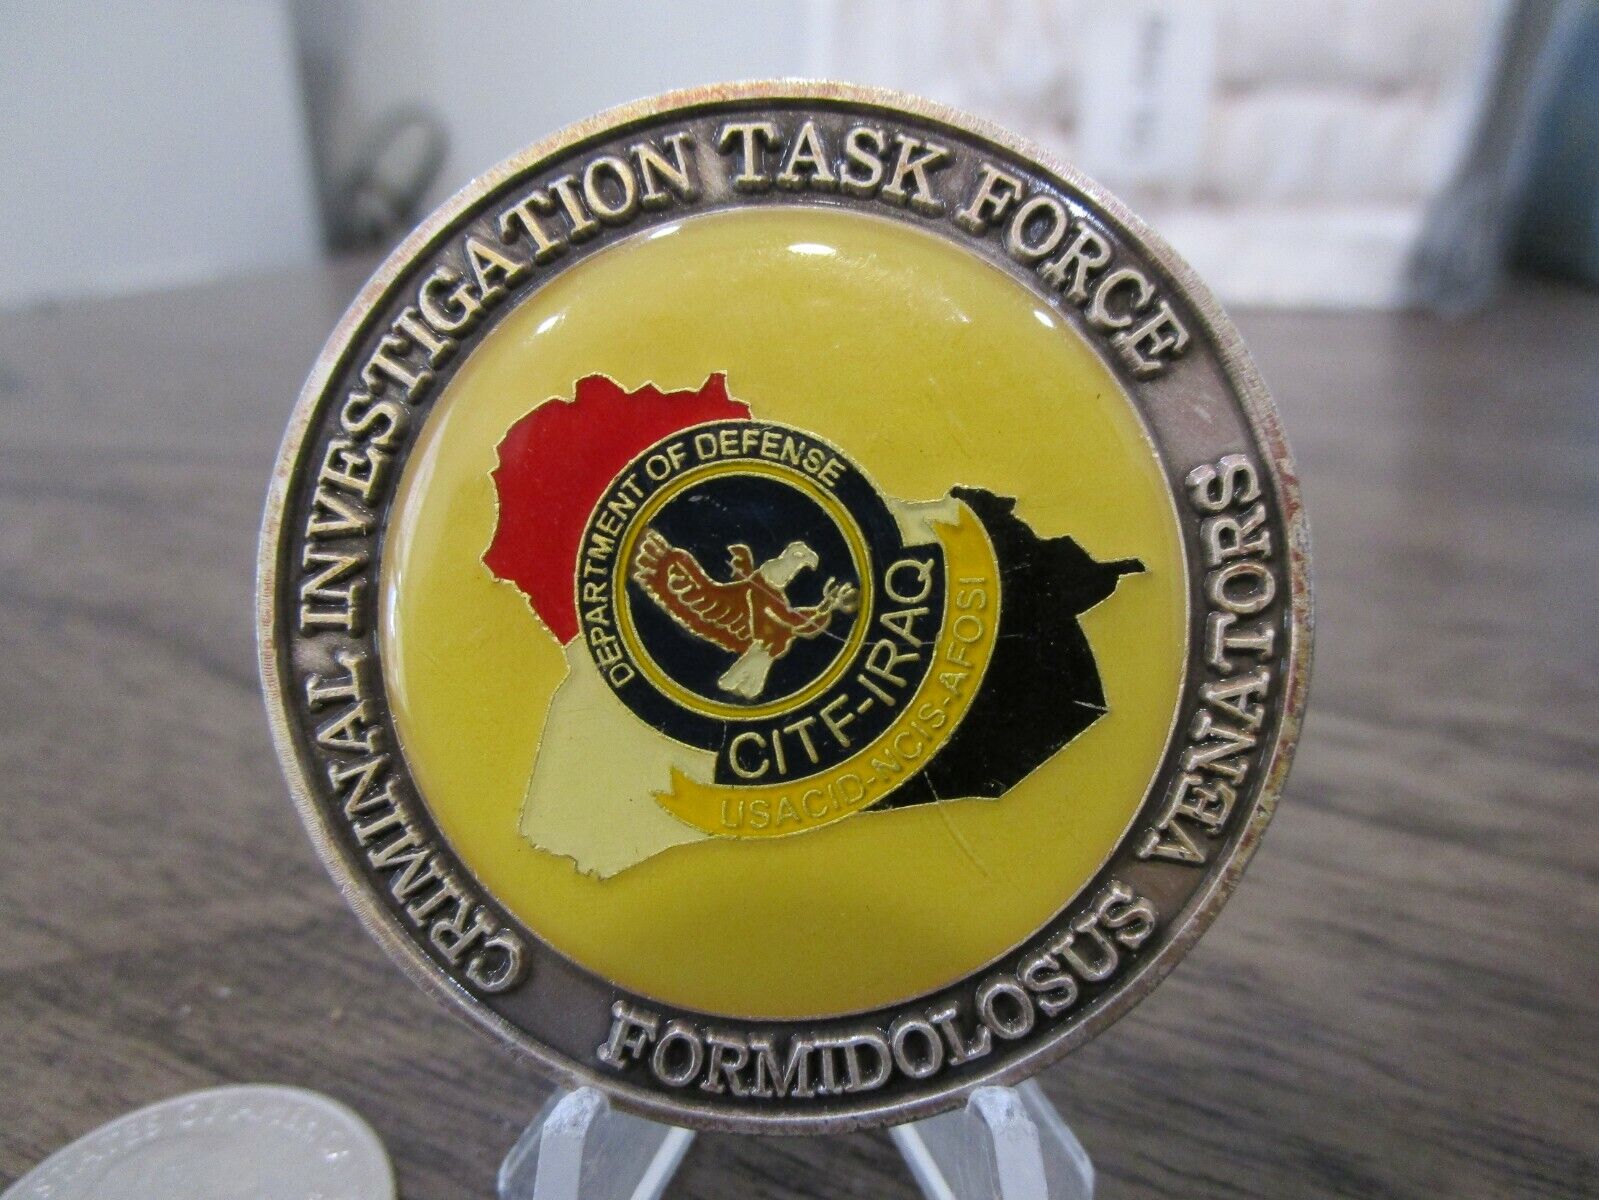 CRIMINAL INVESTIGATION TASK FORCE
FORMIDOLOSUS VENATORS
DEPARTMENT OF DEFENSE
CITF-IRAQ
USACID-NCIS-AFOSI